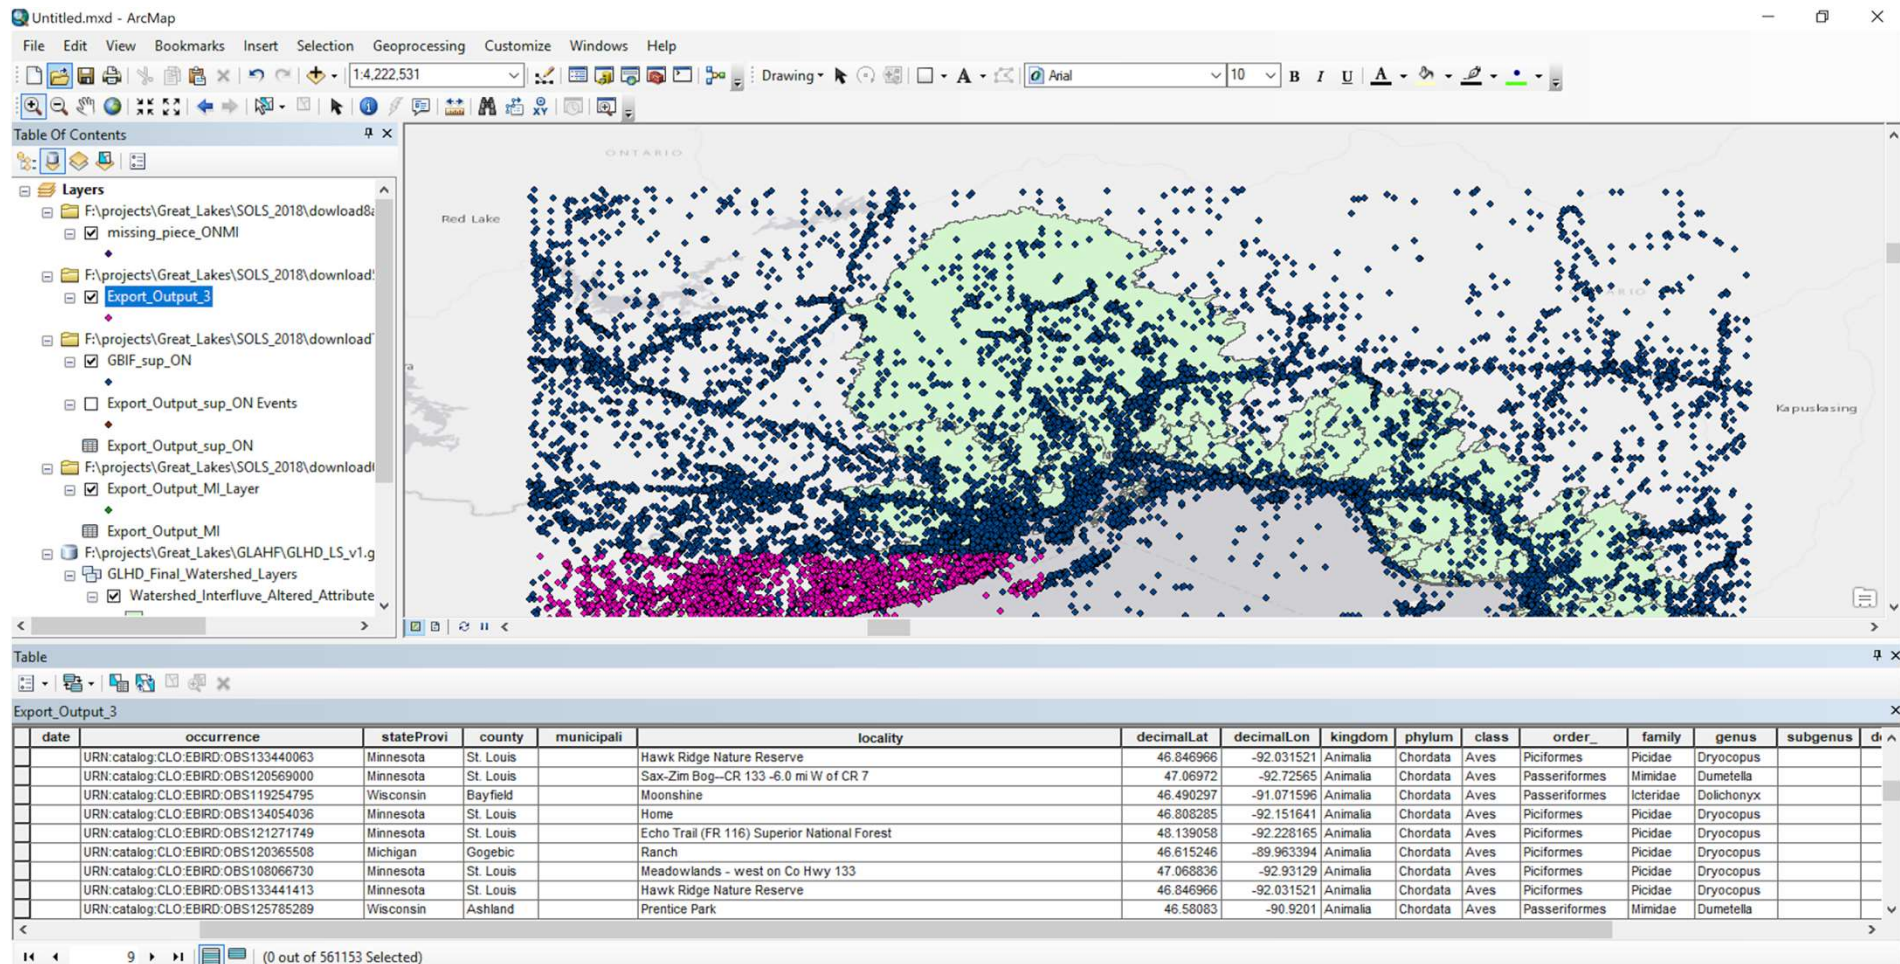 Untitled.mxd - ArcMap
File Edit View Bookmarks Insert Selection Geoprocessing Customize Windows Help
1:4,222,531 Drawing A Arial 10 B I U A
Table Of Contents
Layers
F:\projects\Great_Lakes\SOLS_2018\dowload8
missing_piece_ONMI
F:\projects\Great_Lakes\SOLS_2018\download
Export_Output_3
F:\projects\Great_Lakes\SOLS_2018\download
GBIF_sup_ON
Export_Output_sup_ON Events
Export_Output_sup_ON
F:\projects\Great_Lakes\SOLS_2018\download
Export_Output_MI_Layer
Export_Output_MI
F:\projects\Great_Lakes\GLAHF\GLHD_LS_v1.g
GLHD_Final_Watershed_Layers
Watershed_Interfluve_Altered_Attribute
ONTARIO
Red Lake
Kapuskasing
Table
Export_Output_3
date occurrence stateProvi county municipali locality decimalLat decimalLon kingdom phylum class order_ family genus subgenus
URN:catalog:CLO:EBIRD:OBS133440063 Minnesota St. Louis Hawk Ridge Nature Reserve 46.846966 -92.031521 Animalia Chordata Aves Piciformes Picidae Dryocopus
URN:catalog:CLO:EBIRD:OBS120569000 Minnesota St. Louis Sax-Zim Bog--CR 133 -6.0 mi W of CR 7 47.06972 -92.72565 Animalia Chordata Aves Passeriformes Mimidae Dumetella
URN:catalog:CLO:EBIRD:OBS119254795 Wisconsin Bayfield Moonshine 46.490297 -91.071596 Animalia Chordata Aves Passeriformes Icteridae Dolichonyx
URN:catalog:CLO:EBIRD:OBS134054036 Minnesota St. Louis Home 46.808285 -92.151641 Animalia Chordata Aves Piciformes Picidae Dryocopus
URN:catalog:CLO:EBIRD:OBS121271749 Minnesota St. Louis Echo Trail (FR 116) Superior National Forest 48.139058 -92.228165 Animalia Chordata Aves Piciformes Picidae Dryocopus
URN:catalog:CLO:EBIRD:OBS120365508 Michigan Gogebic Ranch 46.615246 -89.963394 Animalia Chordata Aves Piciformes Picidae Dryocopus
URN:catalog:CLO:EBIRD:OBS108066730 Minnesota St. Louis Meadowlands - west on Co Hwy 133 47.068836 -92.93129 Animalia Chordata Aves Piciformes Picidae Dryocopus
URN:catalog:CLO:EBIRD:OBS133441413 Minnesota St. Louis Hawk Ridge Nature Reserve 46.846966 -92.031521 Animalia Chordata Aves Piciformes Picidae Dryocopus
URN:catalog:CLO:EBIRD:OBS125785289 Wisconsin Ashland Prentice Park 46.58083 -90.9201 Animalia Chordata Aves Passeriformes Mimidae Dumetella
9 (0 out of 561153 Selected)